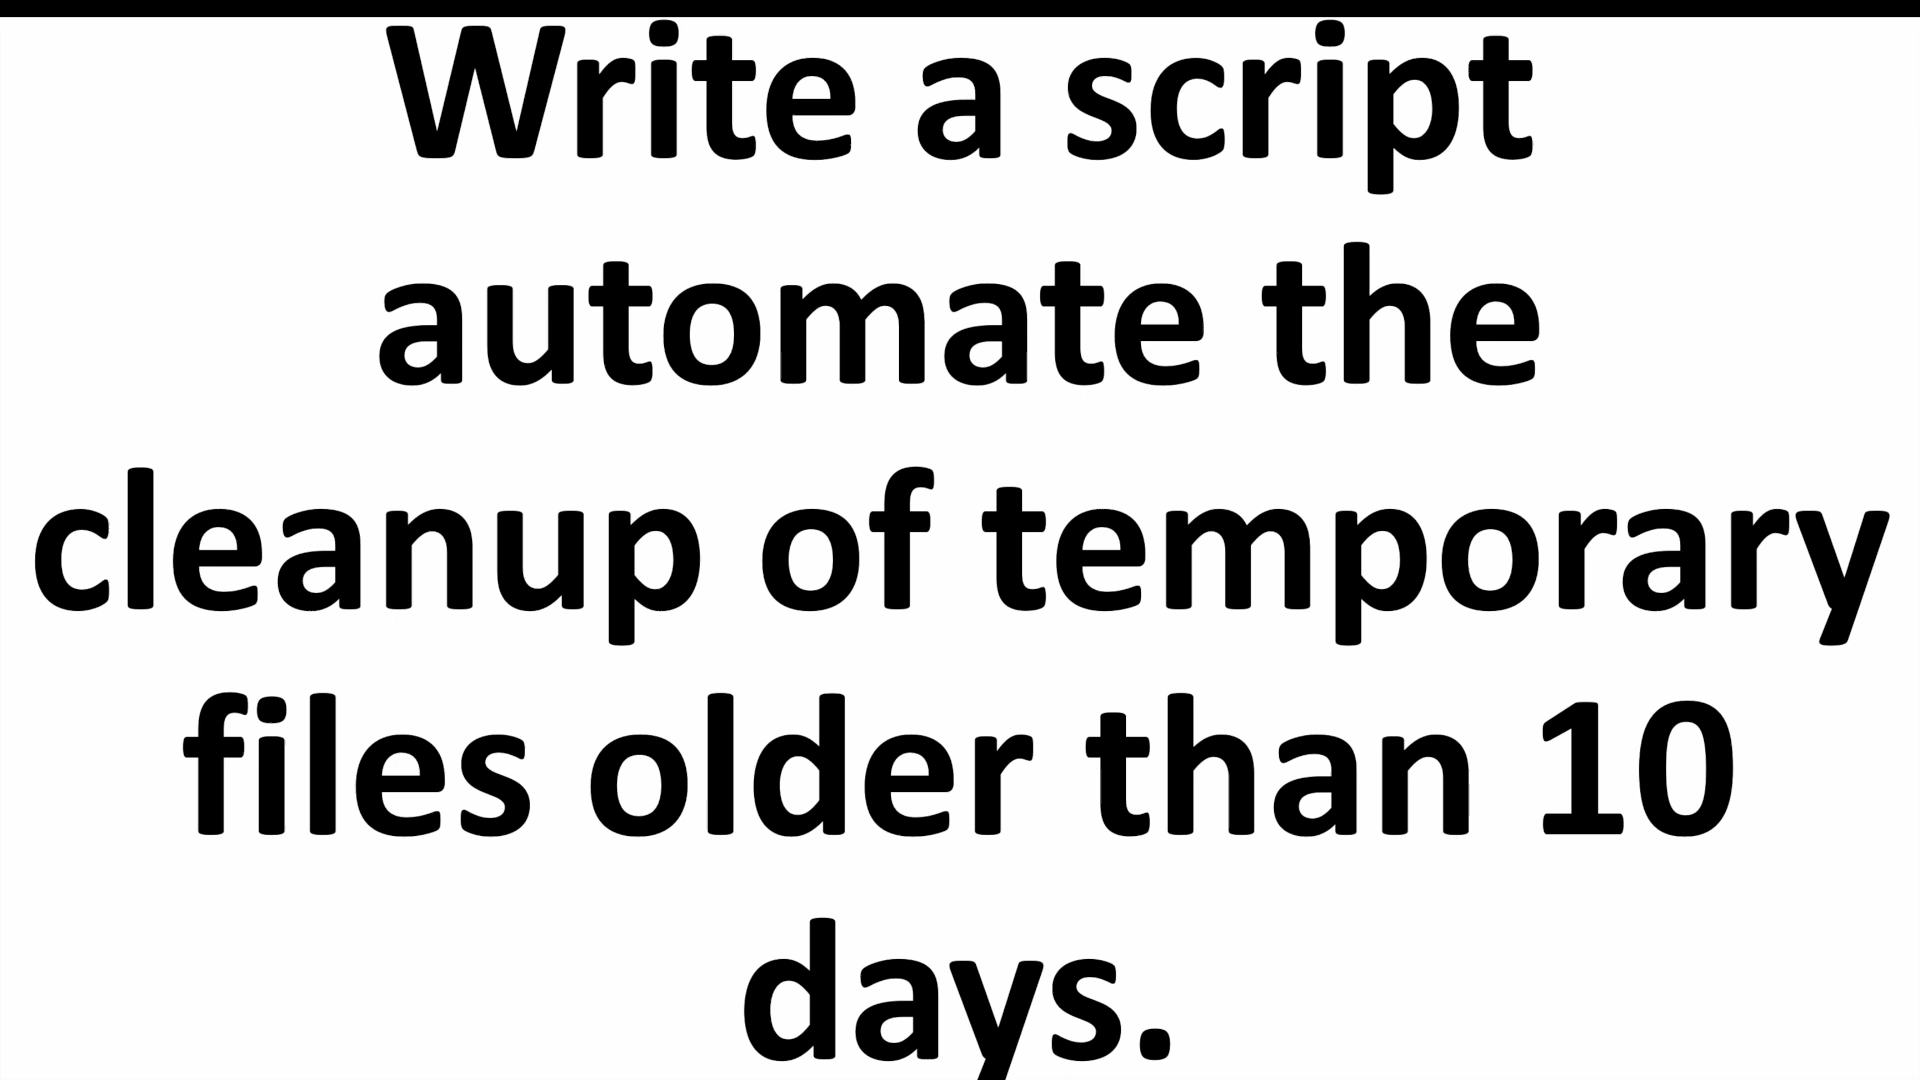 Write a script
automate the
cleanup of temporary
files older than 10
days.